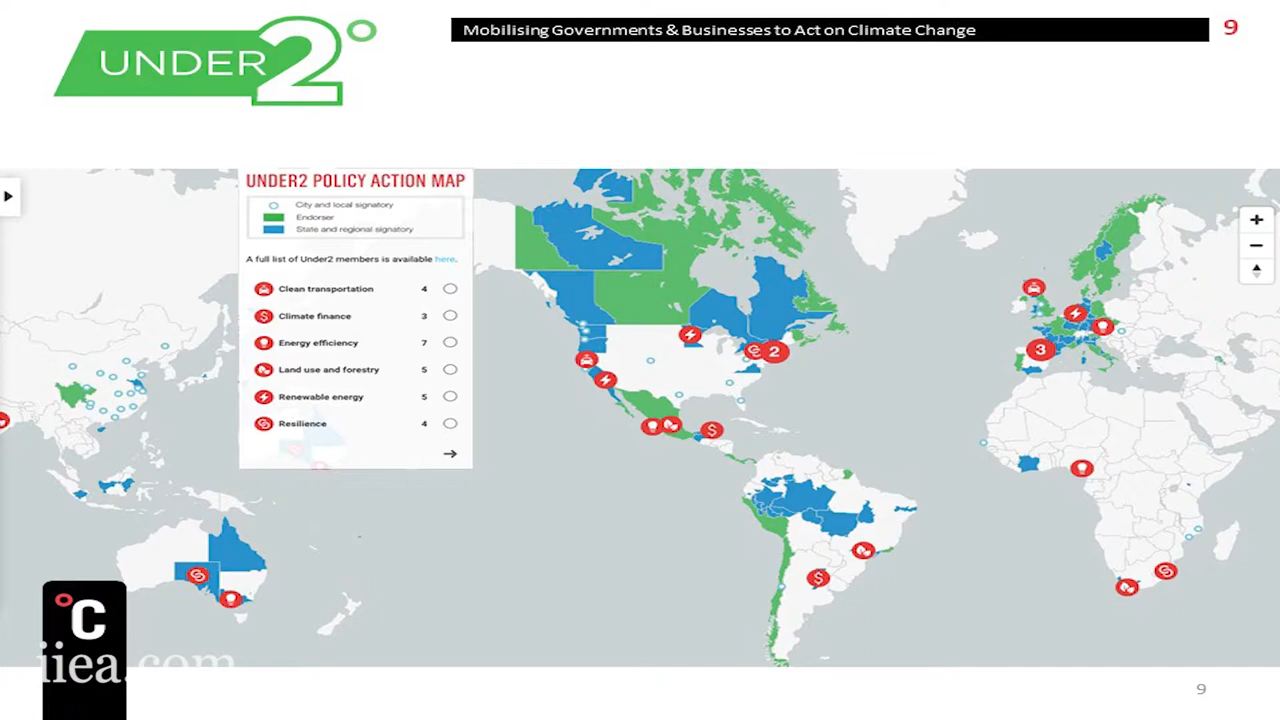 UNDER 2°
Mobilising Governments & Businesses to Act on Climate Change
9
UNDER2 POLICY ACTION MAP
City and local signatory
Endorser
State and regional signatory
A full list of Under2 members is available here.
Clean transportation 4
Climate finance 3
Energy efficiency 7
Land use and forestry 5
Renewable energy 5
Resilience 4
2
3
°C
iiea.com
9